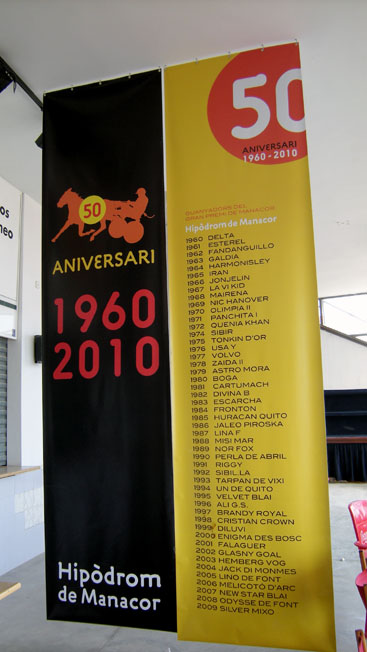 50
ANIVERSARI
1960
2010
Hipòdrom
de Manacor
50
ANIVERSARI
1960-2010
GUANYADORS DEL
GRAN PREMI DE MANACOR
Hipòdrom de Manacor
1960 DELTA
1961 ESTEREL
1962 FANDANGUILLO
1963 GALDIA
1964 HARMONISLEY
1965 IRAN
1966 JONJELIN
1967 LA VI KID
1968 MAIRENA
1969 NIC HANOVER
1970 OLIMPIA II
1971 PANCHITA I
1972 QUENIA KHAN
1974 SIBIR
1975 TONKIN D'OR
1976 USA Y
1977 VOLVO
1978 ZAIDA II
1979 ASTRO MORA
1980 BOGA
1981 CARTUMACH
1982 DIVINA B
1983 ESCARCHA
1984 FRONTON
1985 HURACAN QUITO
1986 JALEO PIROSKA
1987 LINA F
1988 MISI MAR
1989 NOR FOX
1990 PERLA DE ABRIL
1991 RIGGY
1992 SIBIL.LA
1993 TARPAN DE VIXI
1994 UN DE QUITO
1995 VELVET BLAI
1996 ALI G.S.
1997 BRANDY ROYAL
1998 CRISTIAN CROWN
1999 DILUVI
2000 ENIGMA DES BOSC
2001 FALAGUER
2002 GLASNY GOAL
2003 HEMBERG VOG
2004 JACK DI MONMES
2005 LINO DE FONT
2006 MELICOTÓ D'ARC
2007 NEW STAR BLAI
2008 ODYSSE DE FONT
2009 SILVER MIXO